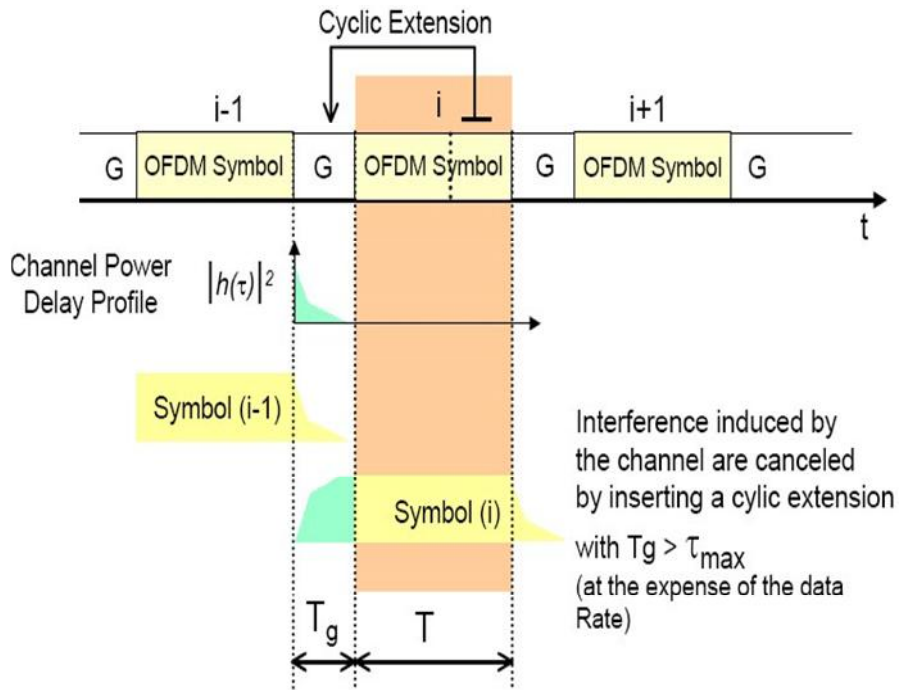 Cyclic Extension
i-1
i
i+1
G
OFDM Symbol
G
OFDM Symbol
G
OFDM Symbol
G
t
Channel Power
Delay Profile
|h(τ)|²
Symbol (i-1)
Symbol (i)
Interference induced by
the channel are canceled
by inserting a cylic extension
with Tg > τmax
(at the expense of the data
Rate)
Tg
T